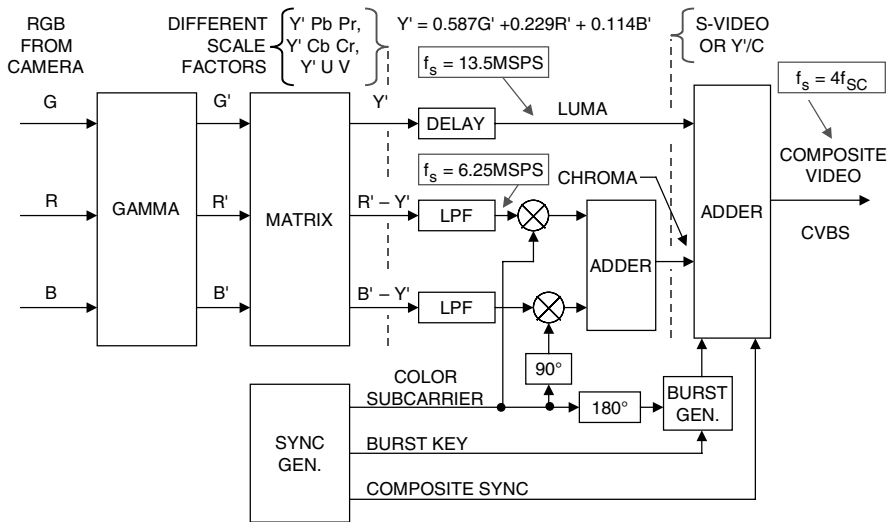 RGB
FROM
CAMERA
DIFFERENT
SCALE
FACTORS
Y' Pb Pr,
Y' Cb Cr,
Y' U V
Y' = 0.587G' +0.229R' + 0.114B'
S-VIDEO
OR Y'/C
fs = 13.5MSPS
fs = 4fSC
G
G'
Y'
DELAY
LUMA
COMPOSITE
VIDEO
fs = 6.25MSPS
CHROMA
R
GAMMA
R'
MATRIX
R' – Y'
LPF
ADDER
ADDER
CVBS
B
B'
B' – Y'
LPF
90°
COLOR
SUBCARRIER
180°
BURST
GEN.
SYNC
GEN.
BURST KEY
COMPOSITE SYNC